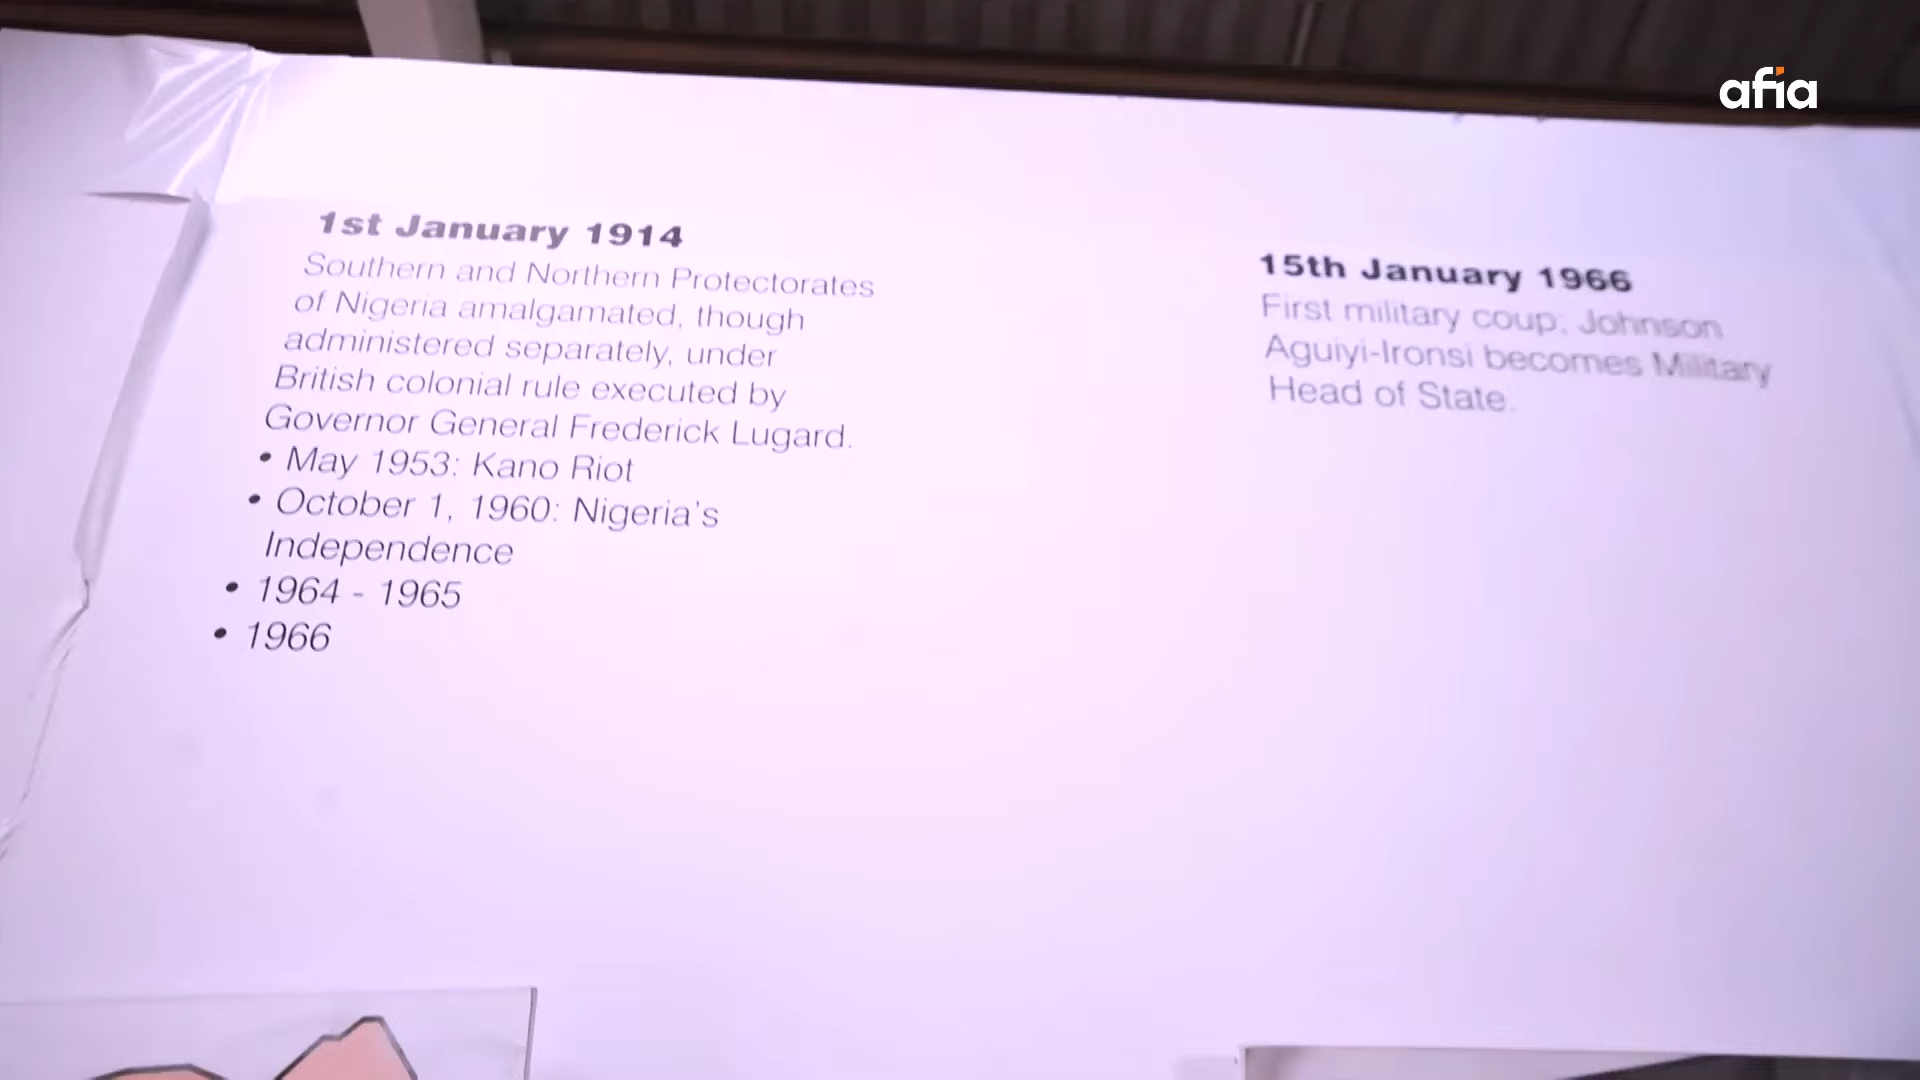 afia
1st January 1914
Southern and Northern Protectorates
of Nigeria amalgamated, though
administered separately, under
British colonial rule executed by
Governor General Frederick Lugard.
• May 1953: Kano Riot
• October 1, 1960: Nigeria's
Independence
• 1964 - 1965
• 1966
15th January 1966
First military coup; Johnson
Aguiyi-Ironsi becomes Military
Head of State.